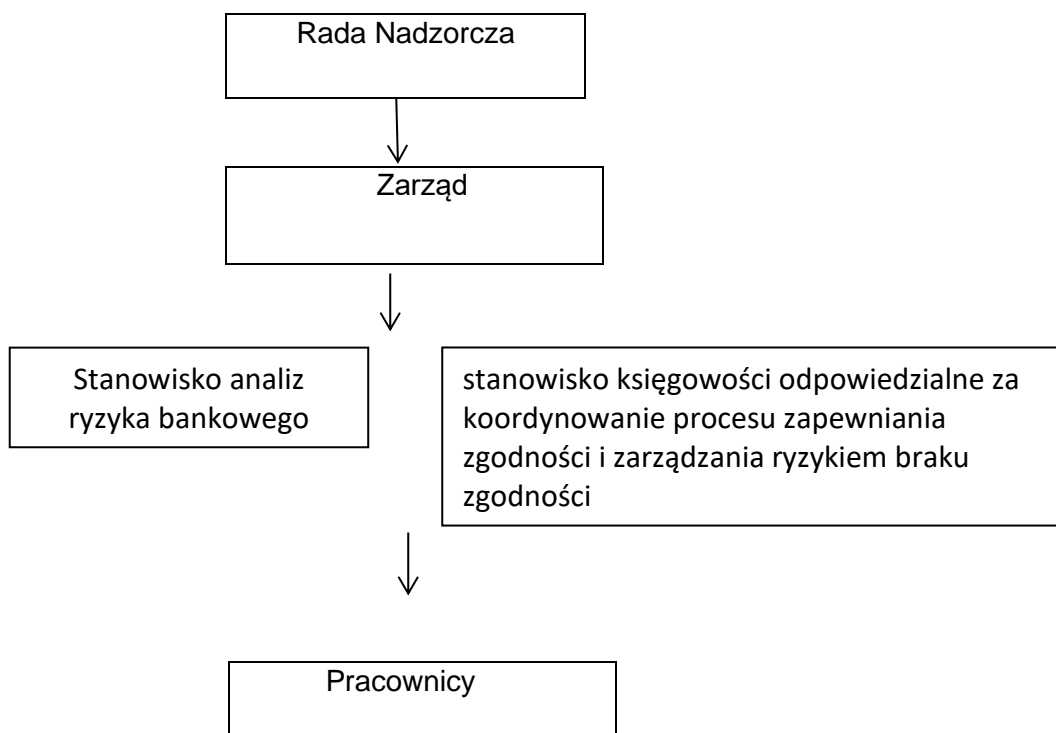 Rada Nadzorcza
Zarząd
Stanowisko analiz
ryzyka bankowego
stanowisko księgowości odpowiedzialne za
koordynowanie procesu zapewniania
zgodności i zarządzania ryzykiem braku
zgodności
Pracownicy